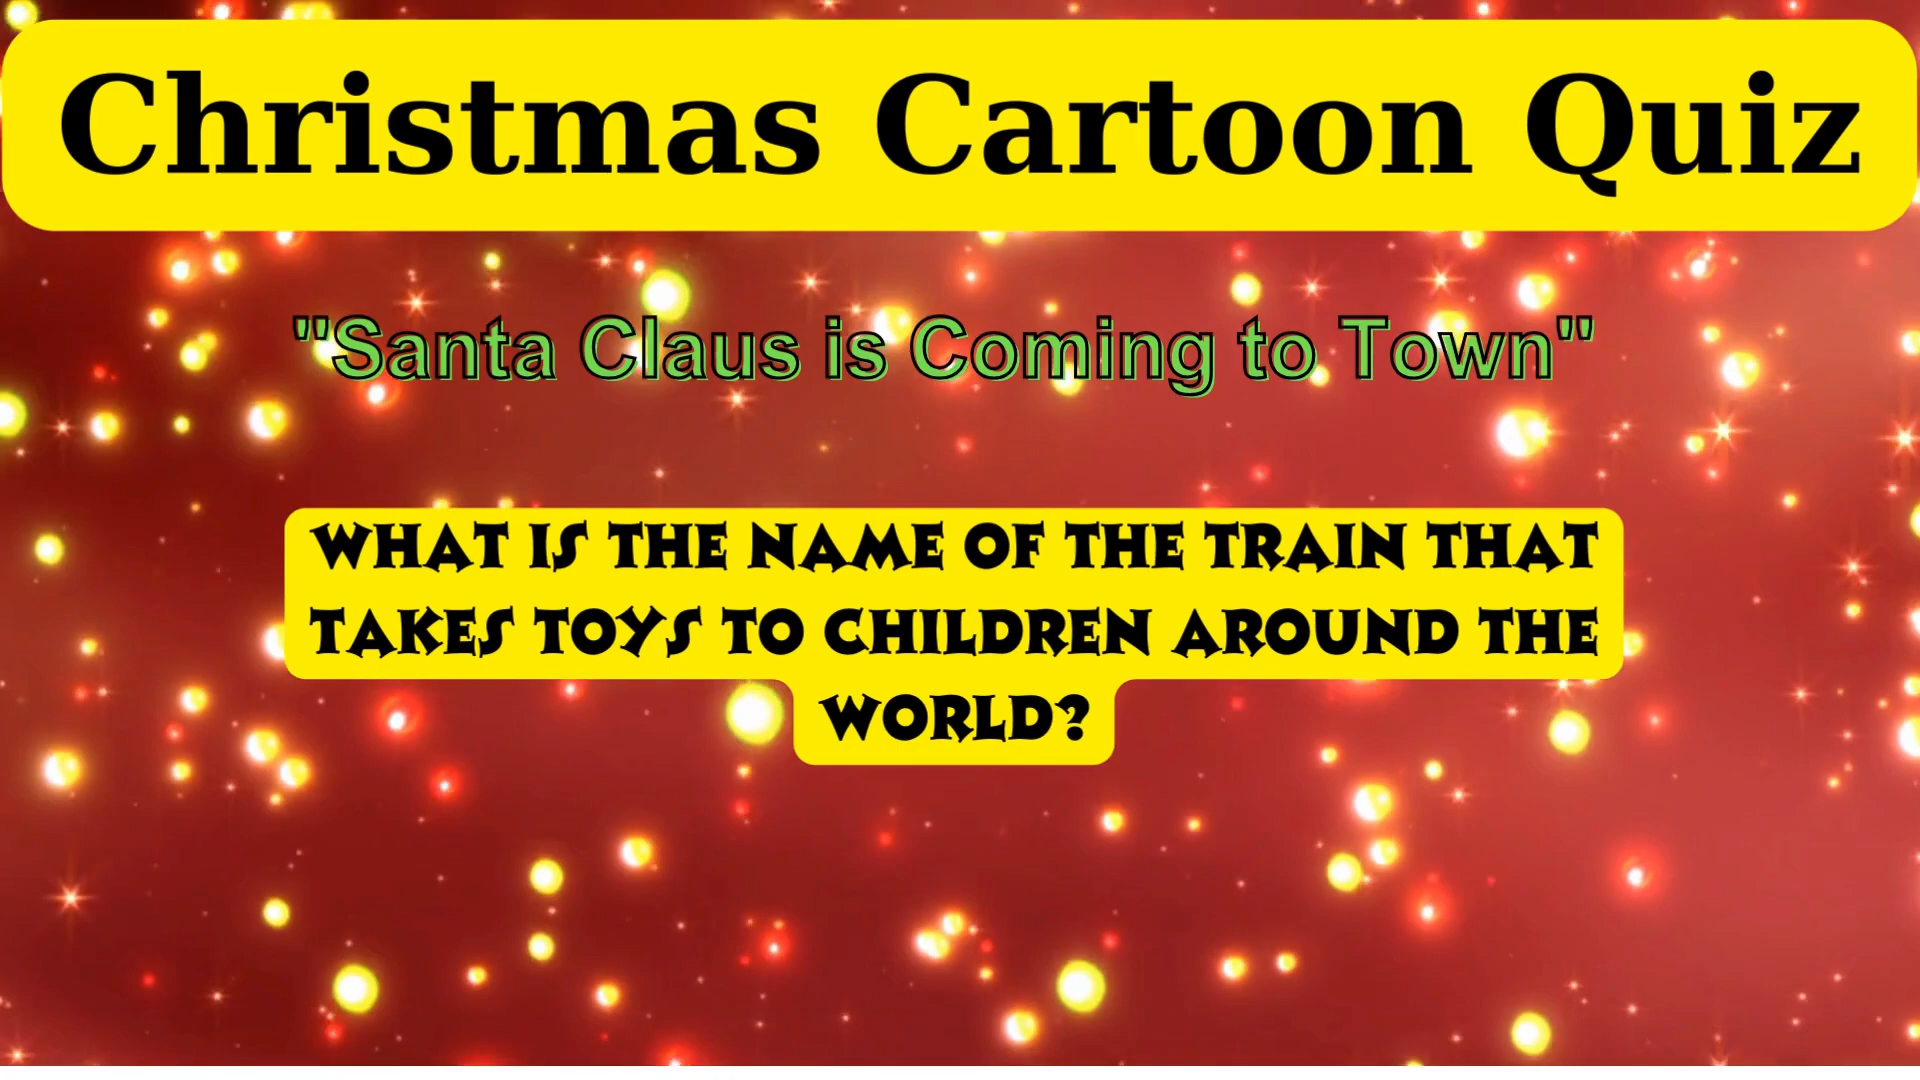 Christmas Cartoon Quiz
"Santa Claus is Coming to Town"
WHAT IS THE NAME OF THE TRAIN THAT
TAKES TOYS TO CHILDREN AROUND THE
WORLD?